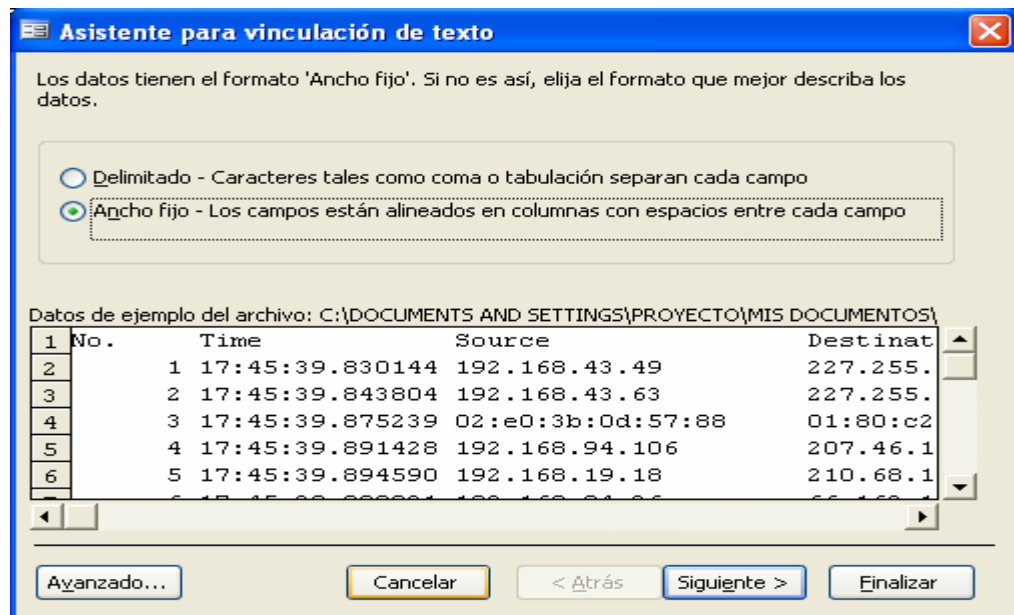 Asistente para vinculación de texto
Los datos tienen el formato 'Ancho fijo'. Si no es así, elija el formato que mejor describa los
datos.
Delimitado - Caracteres tales como coma o tabulación separan cada campo
Ancho fijo - Los campos están alineados en columnas con espacios entre cada campo
Datos de ejemplo del archivo: C:\DOCUMENTS AND SETTINGS\PROYECTO\MIS DOCUMENTOS\
1 No. Time Source Destinat
2 1 17:45:39.830144 192.168.43.49 227.255.
3 2 17:45:39.843804 192.168.43.63 227.255.
4 3 17:45:39.875239 02:e0:3b:0d:57:88 01:80:c2
5 4 17:45:39.891428 192.168.94.106 207.46.1
6 5 17:45:39.894590 192.168.19.18 210.68.1
Avanzado... Cancelar < Atrás Siguiente > Finalizar